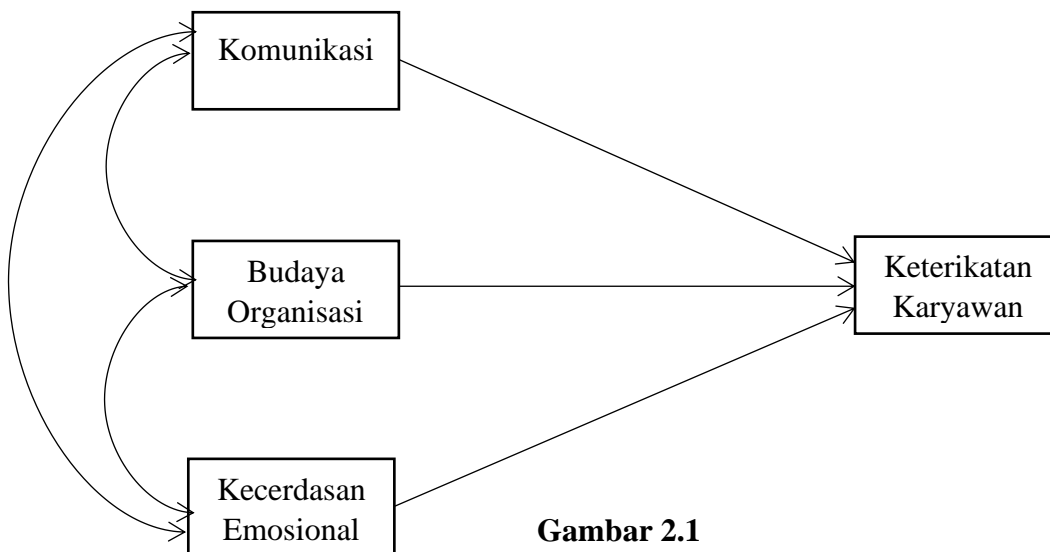 Komunikasi
Budaya
Organisasi
Keterikatan
Karyawan
Kecerdasan
Emosional
Gambar 2.1